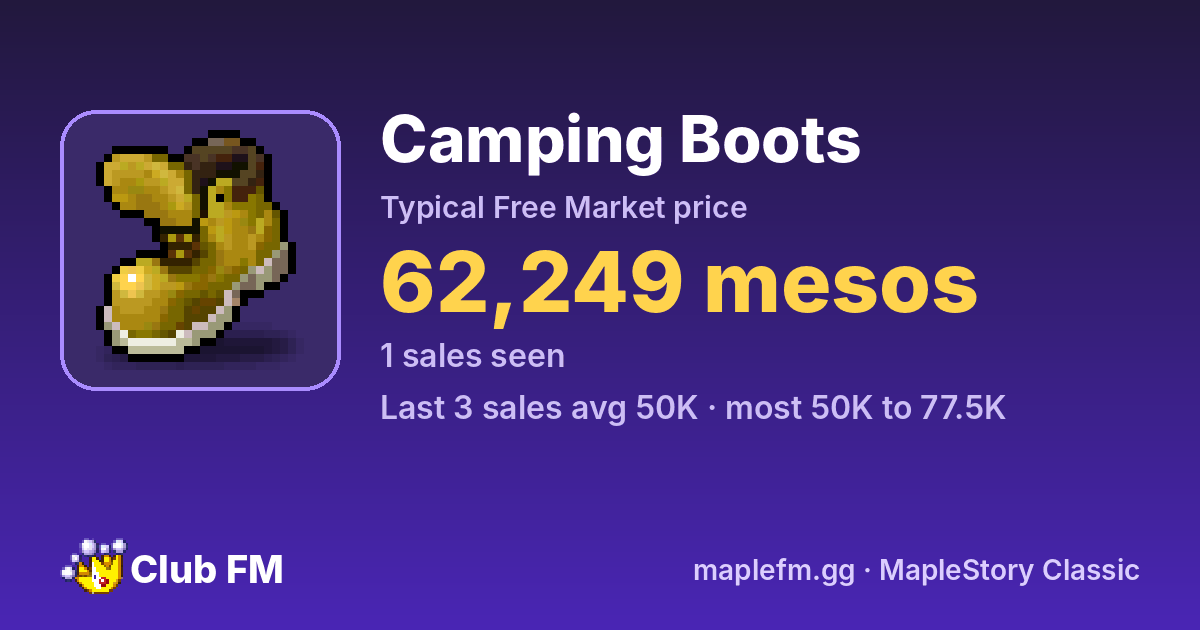 Camping Boots
Typical Free Market price
62,249 mesos
1 sales seen
Last 3 sales avg 50K · most 50K to 77.5K
Club FM
maplefm.gg · MapleStory Classic